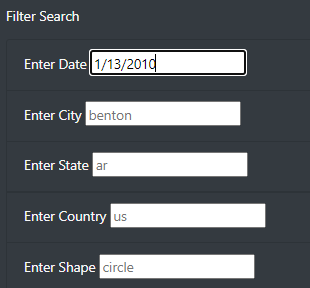 Filter Search
Enter Date 1/13/2010
Enter City benton
Enter State ar
Enter Country us
Enter Shape circle